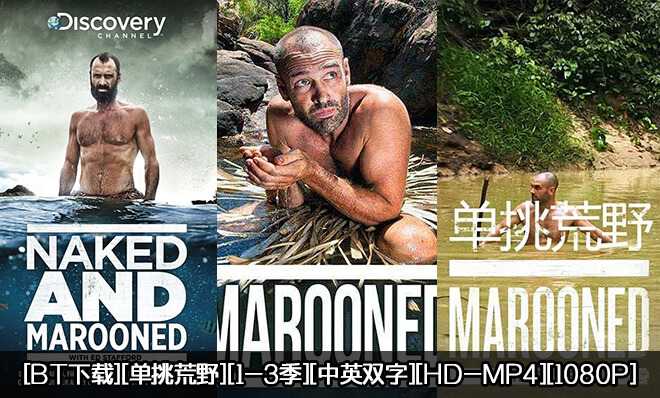 Discovery
CHANNEL
NAKED
AND
MAROONED
WITH ED STAFFORD
MAROONED
单挑荒野
MAROONED
[BT下载][单挑荒野][1-3季][中英双字][HD-MP4][1080P]